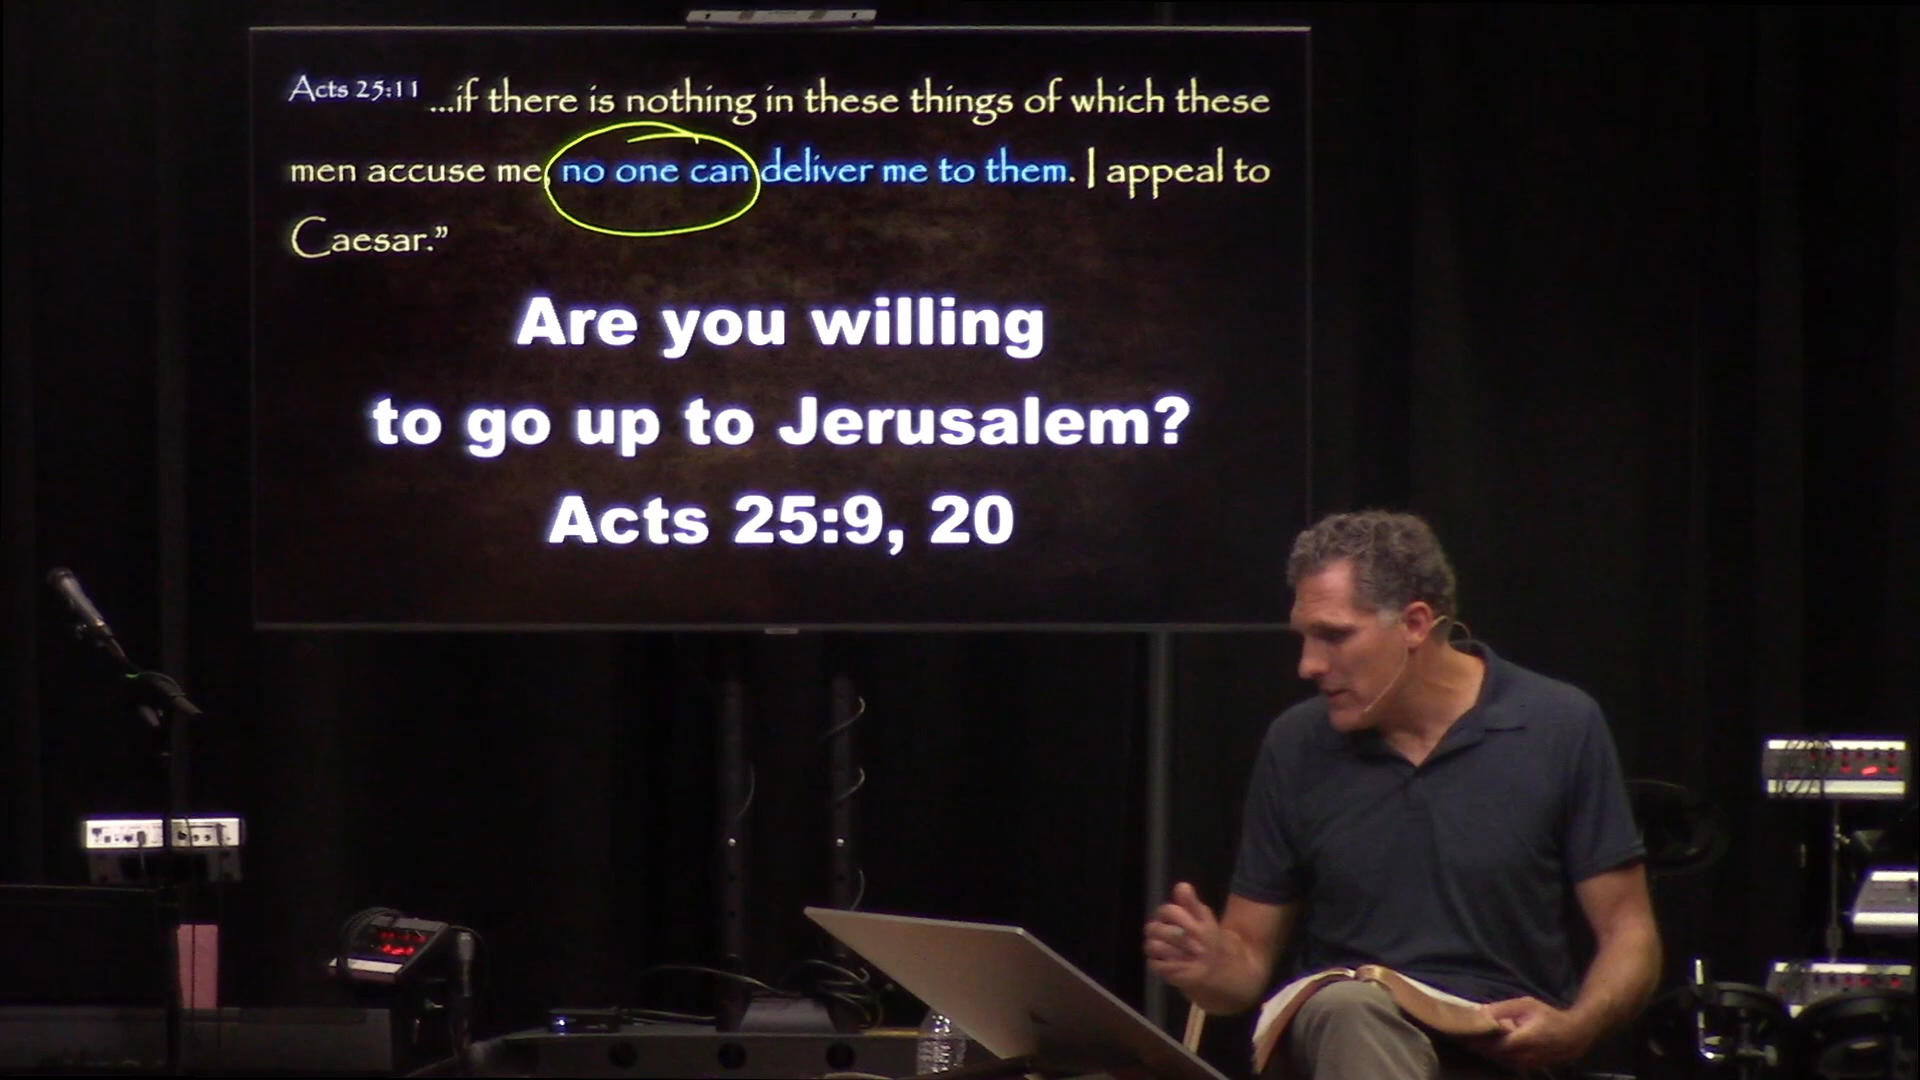 Acts 25:11 ...if there is nothing in these things of which these
men accuse me, no one can deliver me to them. I appeal to
Caesar.”
Are you willing
to go up to Jerusalem?
Acts 25:9, 20